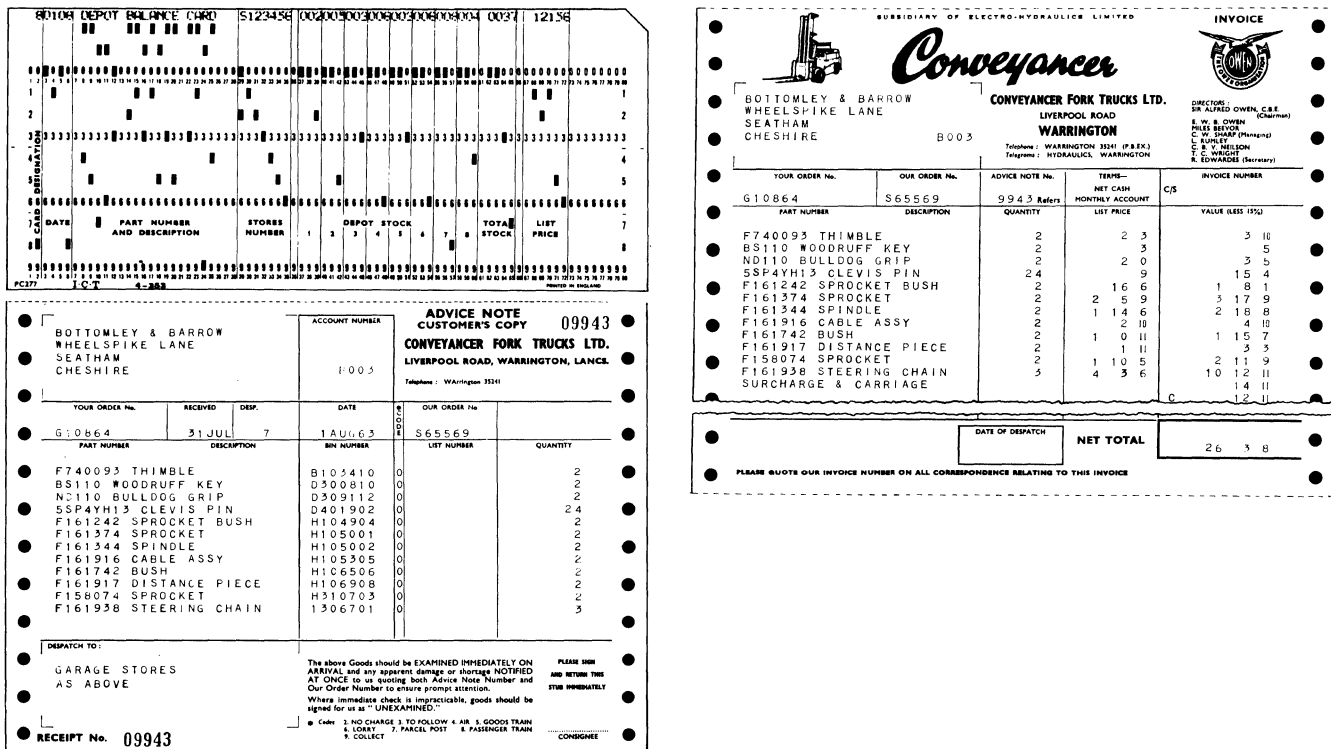 80108 DEPOT BALANCE CARD S123456 002003003006003006008004 0037 12156
CARD DESIGNATION
DATE PART NUMBER AND DESCRIPTION STORES NUMBER DEPOT STOCK TOTAL STOCK LIST PRICE
1 2 3 4 5 6 7 8
PC277 I·C·T 4-353 PRINTED IN ENGLAND
BOTTOMLEY & BARROW
WHEELSPIKE LANE
SEATHAM
CHESHIRE
ACCOUNT NUMBER
B003
ADVICE NOTE
CUSTOMER'S COPY 09943
CONVEYANCER FORK TRUCKS LTD.
LIVERPOOL ROAD, WARRINGTON, LANCS.
Telephone : WArrington 35241
YOUR ORDER No. RECEIVED DESP. DATE CODE OUR ORDER No
G10864 31JUL 7 1AUG63 S65569
PART NUMBER DESCRIPTION BIN NUMBER LIST NUMBER QUANTITY
F740093 THIMBLE B103410 0 2
BS110 WOODRUFF KEY D300810 0 2
ND110 BULLDOG GRIP D309112 0 2
5SP4YH13 CLEVIS PIN D401902 0 24
F161242 SPROCKET BUSH H104904 0 2
F161374 SPROCKET H105001 0 2
F161344 SPINDLE H105002 0 2
F161916 CABLE ASSY H105305 0 2
F161742 BUSH H106506 0 2
F161917 DISTANCE PIECE H106908 0 2
F158074 SPROCKET H310703 0 2
F161938 STEERING CHAIN 1306701 0 3
DESPATCH TO :
GARAGE STORES
AS ABOVE
The above Goods should be EXAMINED IMMEDIATELY ON
ARRIVAL and any apparent damage or shortage NOTIFIED
AT ONCE to us quoting both Advice Note Number and
Our Order Number to ensure prompt attention.
Where immediate check is impracticable, goods should be
signed for us as "UNEXAMINED."
● Codes 2. NO CHARGE 3. TO FOLLOW 4. AIR 5. GOODS TRAIN
6. LORRY 7. PARCEL POST 8. PASSENGER TRAIN
9. COLLECT
PLEASE SIGN
AND RETURN THIS
STUB IMMEDIATELY
CONSIGNEE
RECEIPT No. 09943
SUBSIDIARY OF ELECTRO-HYDRAULICS LIMITED
INVOICE
Conveyancer
OWEN
BOTTOMLEY & BARROW
WHEELSPIKE LANE
SEATHAM
CHESHIRE B003
CONVEYANCER FORK TRUCKS LTD.
LIVERPOOL ROAD
WARRINGTON
Telephone : WARRINGTON 35241 (P.B.EX.)
Telegrams : HYDRAULICS, WARRINGTON
DIRECTORS :
SIR ALFRED OWEN, C.B.E.
(Chairman)
E. W. B. OWEN
MILES BEEVOR
C. W. SHARP (Managing)
L. RUMLEY
C. B. V. NEILSON
T. C. WRIGHT
R. EDWARDES (Secretary)
YOUR ORDER No. OUR ORDER No. ADVICE NOTE No. TERMS— INVOICE NUMBER
NET CASH C/S
G10864 S65569 9943 Refers MONTHLY ACCOUNT
PART NUMBER DESCRIPTION QUANTITY LIST PRICE VALUE (LESS 15%)
F740093 THIMBLE 2 2 3 3 10
BS110 WOODRUFF KEY 2 3 5
ND110 BULLDOG GRIP 2 2 0 3 5
5SP4YH13 CLEVIS PIN 24 9 15 4
F161242 SPROCKET BUSH 2 16 6 1 8 1
F161374 SPROCKET 2 2 5 9 3 17 9
F161344 SPINDLE 2 1 14 6 2 18 8
F161916 CABLE ASSY 2 2 10 4 10
F161742 BUSH 2 1 0 11 1 15 7
F161917 DISTANCE PIECE 2 1 11 3 3
F158074 SPROCKET 2 1 10 5 2 11 9
F161938 STEERING CHAIN 3 4 3 6 10 12 11
SURCHARGE & CARRIAGE 14 11
C 12 11
DATE OF DESPATCH NET TOTAL 26 3 8
PLEASE QUOTE OUR INVOICE NUMBER ON ALL CORRESPONDENCE RELATING TO THIS INVOICE